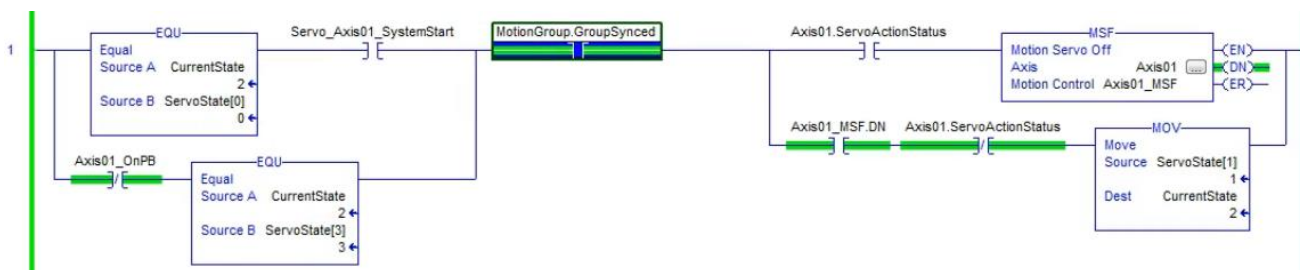 EQU
Servo_Axis01_SystemStart
MotionGroup.GroupSynced
Axis01.ServoActionStatus
MSF
1
Equal
Source A CurrentState
2
Source B ServoState[0]
0
Motion Servo Off
Axis Axis01 ...
Motion Control Axis01_MSF
(EN)
(DN)
(ER)
Axis01_MSF.DN
Axis01.ServoActionStatus
MOV
Move
Source ServoState[1]
1
Dest CurrentState
2
Axis01_OnPB
EQU
Equal
Source A CurrentState
2
Source B ServoState[3]
3